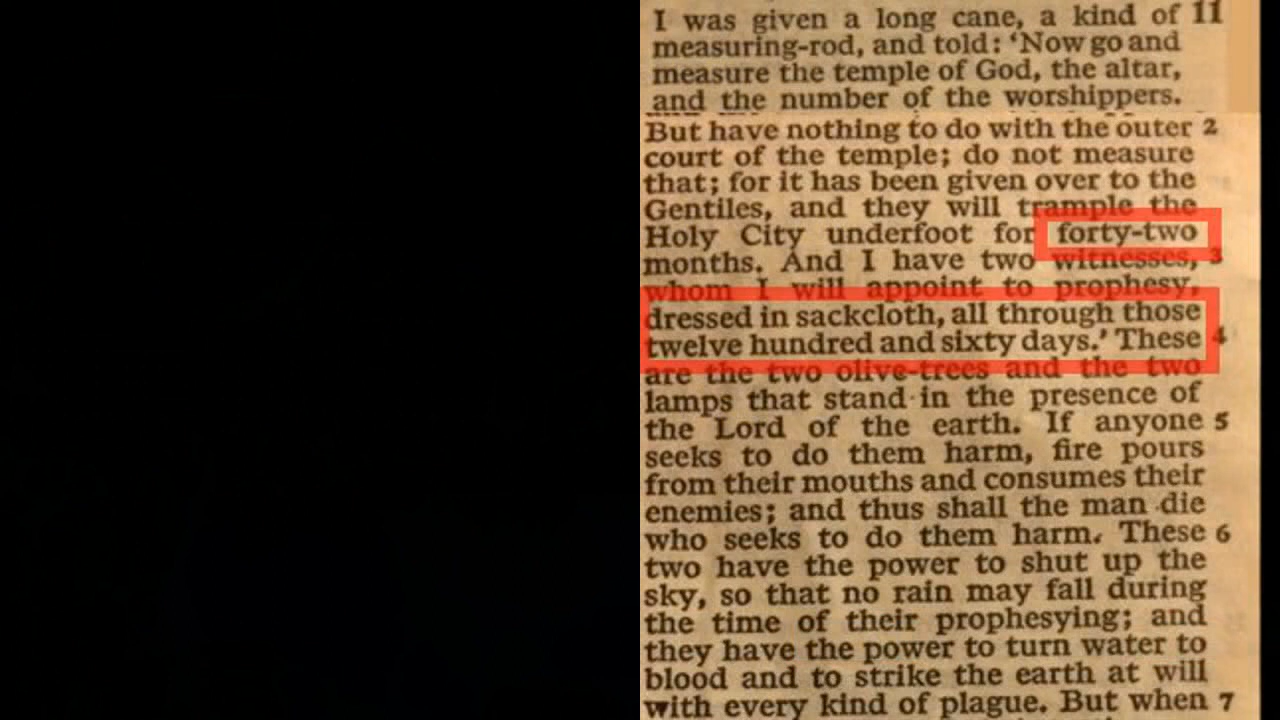 I was given a long cane, a kind of 11
measuring-rod, and told: ‘Now go and
measure the temple of God, the altar,
and the number of the worshippers.
But have nothing to do with the outer 2
court of the temple; do not measure
that; for it has been given over to the
Gentiles, and they will trample the
Holy City underfoot for forty-two
months. And I have two witnesses, 3
whom I will appoint to prophesy,
dressed in sackcloth, all through those
twelve hundred and sixty days.’ These 4
are the two olive-trees and the two
lamps that stand in the presence of
the Lord of the earth. If anyone 5
seeks to do them harm, fire pours
from their mouths and consumes their
enemies; and thus shall the man die
who seeks to do them harm. These 6
two have the power to shut up the
sky, so that no rain may fall during
the time of their prophesying; and
they have the power to turn water to
blood and to strike the earth at will
with every kind of plague. But when 7